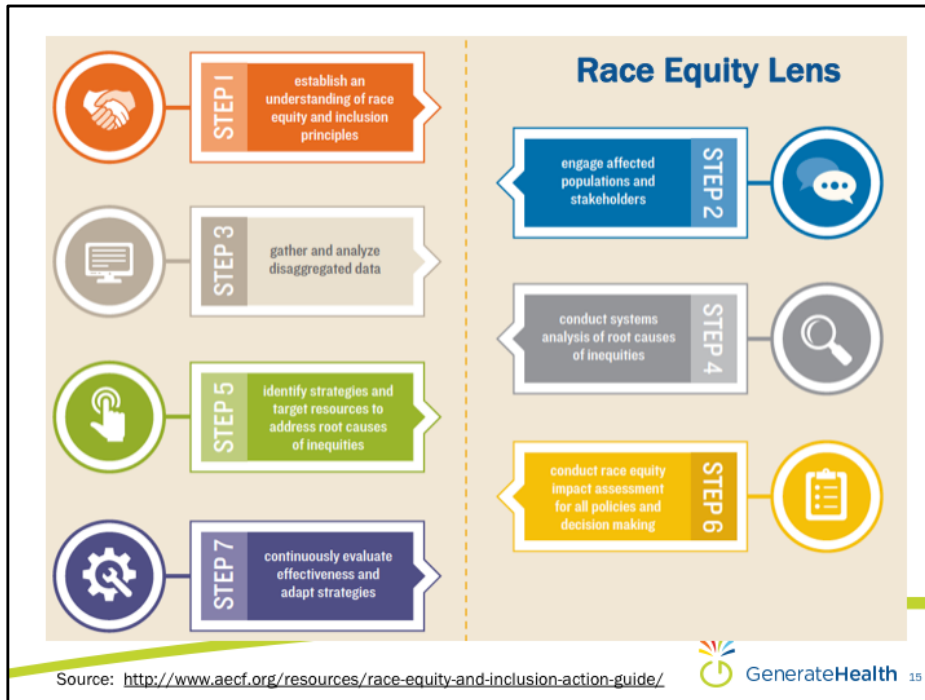 Race Equity Lens
STEP 1
establish an
understanding of race
equity and inclusion
principles
STEP 2
engage affected
populations and
stakeholders
STEP 3
gather and analyze
disaggregated data
STEP 4
conduct systems
analysis of root causes
of inequities
STEP 5
identify strategies and
target resources to
address root causes
of inequities
STEP 6
conduct race equity
impact assessment
for all policies and
decision making
STEP 7
continuously evaluate
effectiveness and
adapt strategies
Source: http://www.aecf.org/resources/race-equity-and-inclusion-action-guide/
GenerateHealth 15